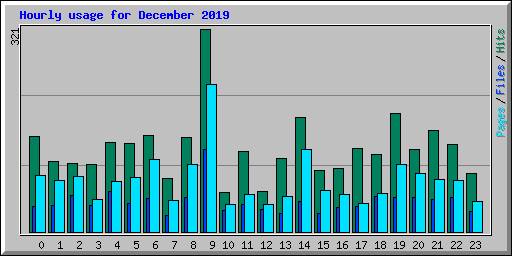 Hourly usage for December 2019
321
Pages / Files / Hits
0 1 2 3 4 5 6 7 8 9 10 11 12 13 14 15 16 17 18 19 20 21 22 23